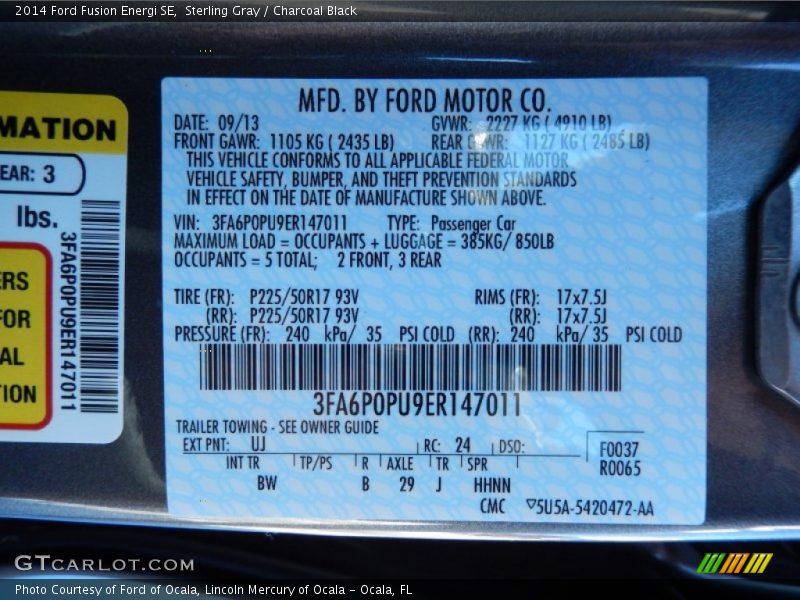 2014 Ford Fusion Energi SE,  Sterling Gray / Charcoal Black
MATION
EAR: 3
lbs.
ERS
FOR
AL
TION
3FA6P0PU9ER147011
MFD. BY FORD MOTOR CO.
DATE: 09/13 GVWR: 2227 KG ( 4910 LB)
FRONT GAWR: 1105 KG ( 2435 LB) REAR GAWR: 1127 KG ( 2485 LB)
THIS VEHICLE CONFORMS TO ALL APPLICABLE FEDERAL MOTOR
VEHICLE SAFETY, BUMPER, AND THEFT PREVENTION STANDARDS
IN EFFECT ON THE DATE OF MANUFACTURE SHOWN ABOVE.
VIN: 3FA6P0PU9ER147011 TYPE: Passenger Car
MAXIMUM LOAD = OCCUPANTS + LUGGAGE = 385KG/ 850LB
OCCUPANTS = 5 TOTAL; 2 FRONT, 3 REAR
TIRE (FR): P225/50R17 93V RIMS (FR): 17x7.5J
(RR): P225/50R17 93V (RR): 17x7.5J
PRESSURE (FR): 240 kPa/ 35 PSI COLD (RR): 240 kPa/ 35 PSI COLD
3FA6P0PU9ER147011
TRAILER TOWING - SEE OWNER GUIDE
EXT PNT: UJ RC: 24 DSO: F0037
R0065
INT TR TP/PS R AXLE TR SPR
BW B 29 J HHNN
CMC ▽5U5A-5420472-AA
GTCARLOT.COM
Photo Courtesy of Ford of Ocala, Lincoln Mercury of Ocala - Ocala, FL